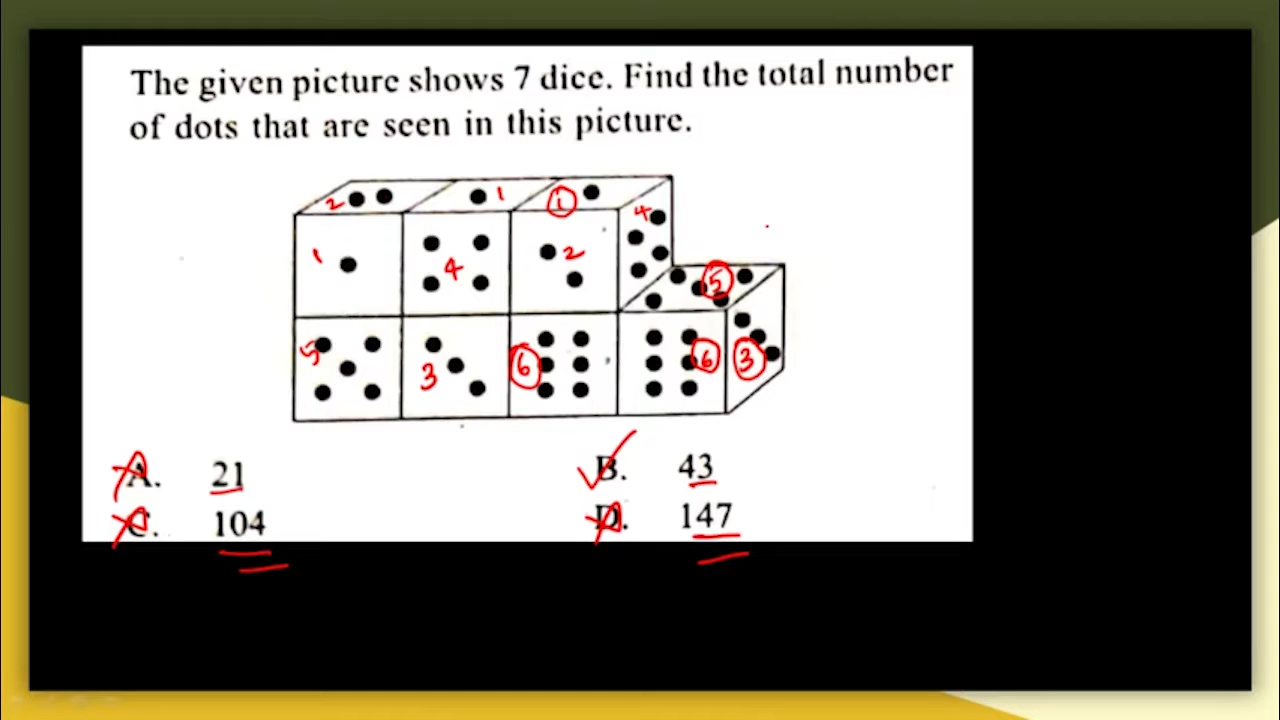 The given picture shows 7 dice. Find the total number
of dots that are seen in this picture.
2 1 1
1 4 2 4
5
5 3 6 6 3
A. 21 B. 43
C. 104 D. 147